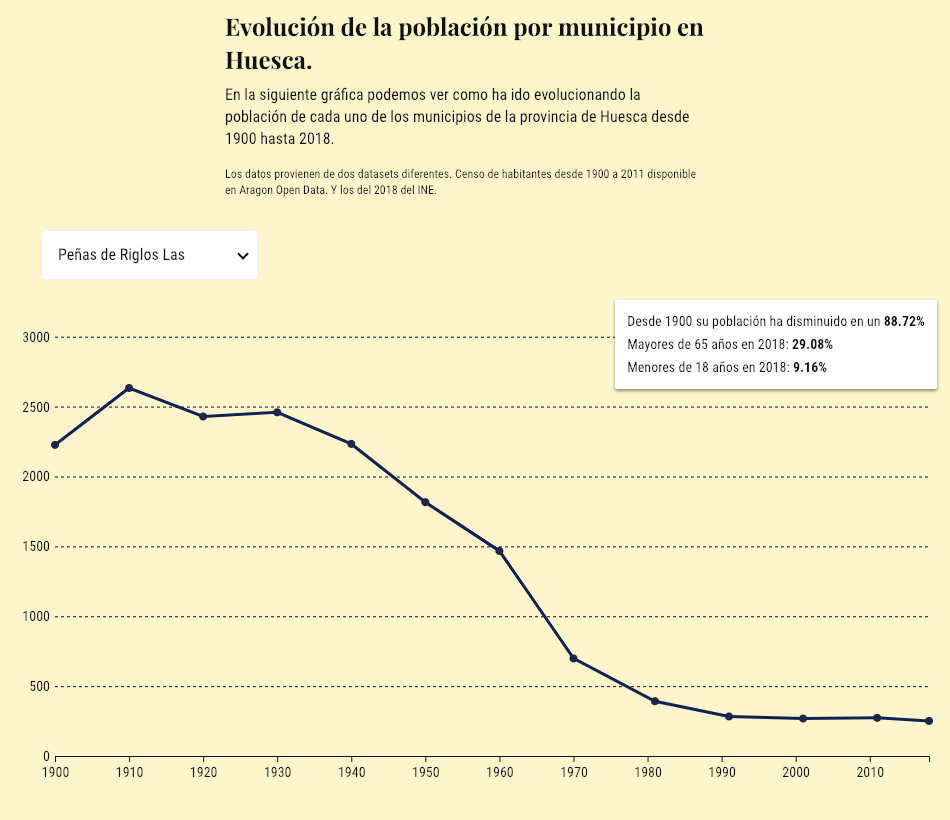 Evolución de la población por municipio en
Huesca.
En la siguiente gráfica podemos ver como ha ido evolucionando la
población de cada uno de los municipios de la provincia de Huesca desde
1900 hasta 2018.
Los datos provienen de dos datasets diferentes. Censo de habitantes desde 1900 a 2011 disponible
en Aragon Open Data. Y los del 2018 del INE.
Peñas de Riglos Las
Desde 1900 su población ha disminuido en un 88.72%
Mayores de 65 años en 2018: 29.08%
Menores de 18 años en 2018: 9.16%
3000
2500
2000
1500
1000
500
0
1900 1910 1920 1930 1940 1950 1960 1970 1980 1990 2000 2010